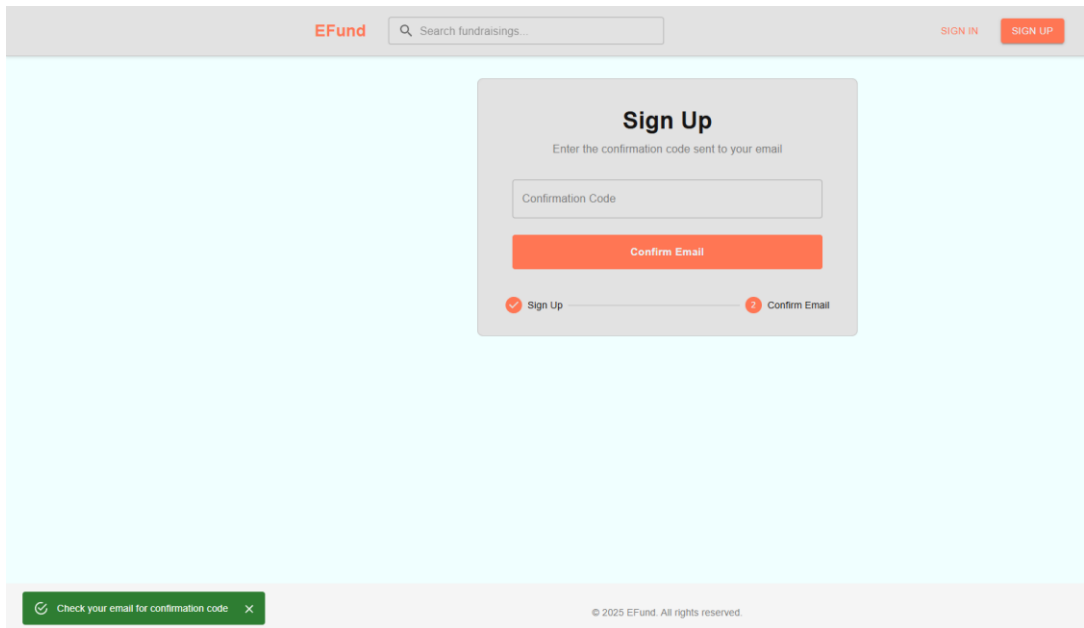 EFund
Search fundraisings...
SIGN IN
SIGN UP
Sign Up
Enter the confirmation code sent to your email
Confirmation Code
Confirm Email
Sign Up
2
Confirm Email
Check your email for confirmation code
© 2025 EFund. All rights reserved.